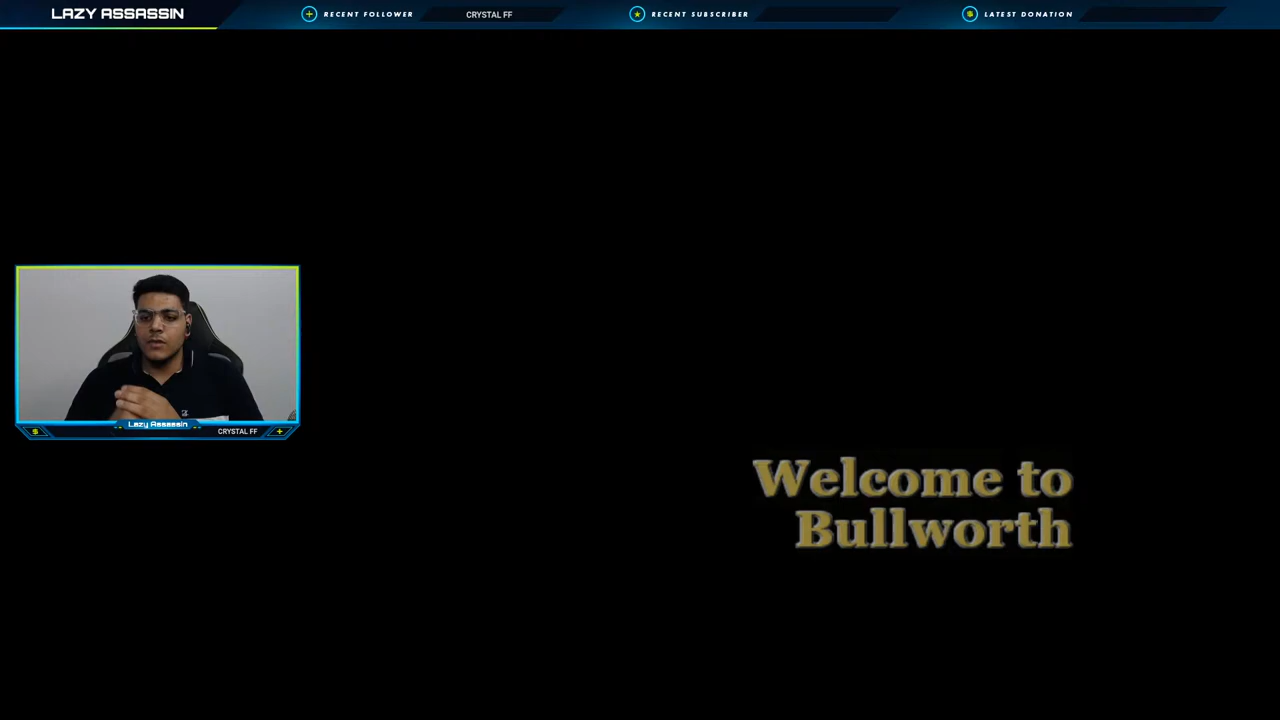 LAZY ASSASSIN
RECENT FOLLOWER CRYSTAL FF
RECENT SUBSCRIBER
LATEST DONATION
Lazy Assassin
CRYSTAL FF
Welcome to
Bullworth